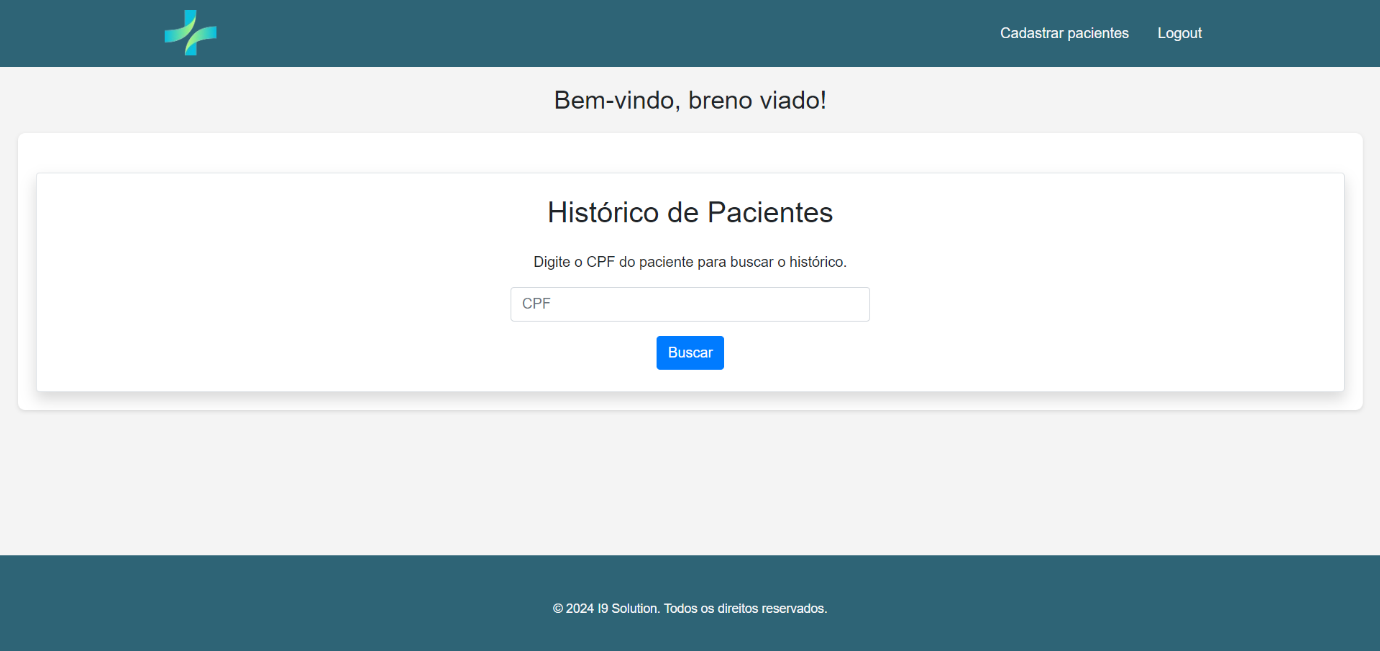 Cadastrar pacientes Logout
Bem-vindo, breno viado!
Histórico de Pacientes
Digite o CPF do paciente para buscar o histórico.
CPF
Buscar
© 2024 I9 Solution. Todos os direitos reservados.